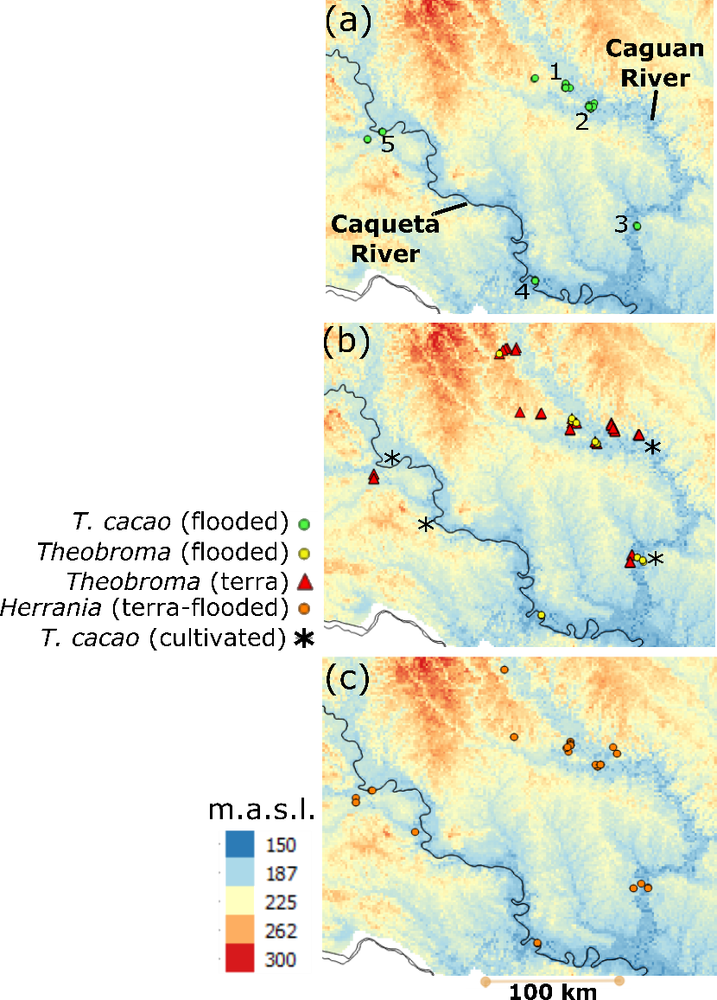 (a)
1
Caguan
River
2
5
3
Caqueta
River
4
(b)
T. cacao (flooded)
Theobroma (flooded)
Theobroma (terra)
Herrania (terra-flooded)
T. cacao (cultivated)
(c)
m.a.s.l.
150
187
225
262
300
100 km